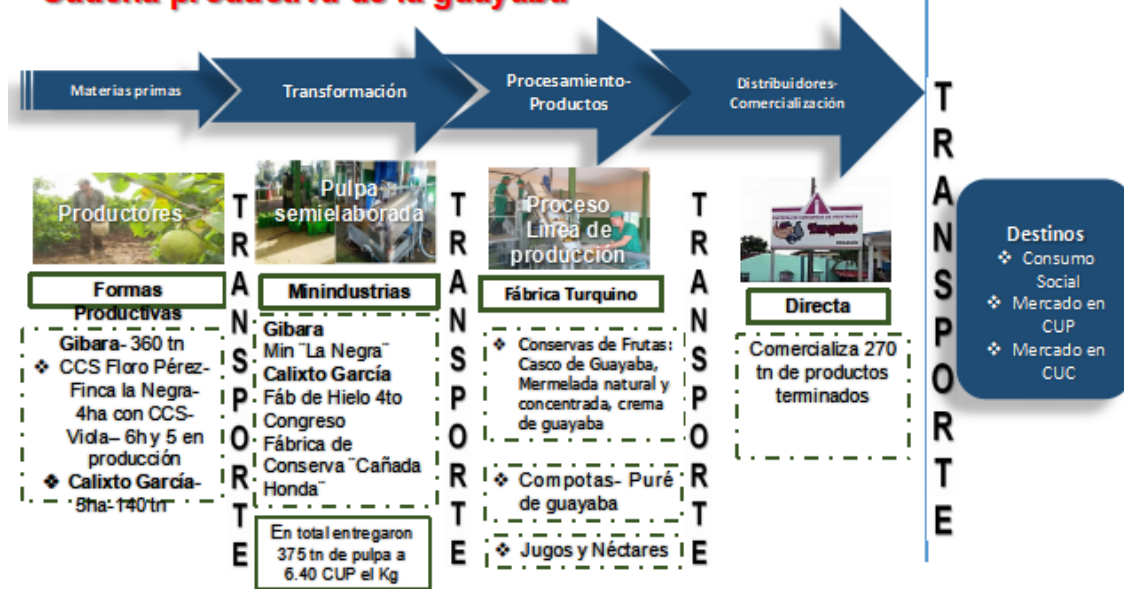 Cadena productiva de la guayaba
Materias primas
Transformación
Procesamiento-
Productos
Distribuidores-
Comercialización
Productores
Formas
Productivas
Gibara- 360 tn
❖ CCS Floro Pérez-
Finca la Negra-
4ha con CCS-
Viola– 6h y 5 en
producción
❖ Calixto García-
5ha-140 tn
TRANSPORTE
Pulpa
semielaborada
Minindustrias
Gibara
Min ¨La Negra¨
Calixto García
Fáb de Hielo 4to
Congreso
Fábrica de
Conserva ¨Cañada
Honda¨
En total entregaron
375 tn de pulpa a
6.40 CUP el Kg
TRANSPORTE
Proceso
Línea de
producción
Fábrica Turquino
❖ Conservas de Frutas:
Casco de Guayaba,
Mermelada natural y
concentrada, crema
de guayaba
❖ Compotas- Puré
de guayaba
❖ Jugos y Néctares
TRANSPORTE
Turquino
Directa
Comercializa 270
tn de productos
terminados
TRANSPORTE
Destinos
❖ Consumo
Social
❖ Mercado en
CUP
❖ Mercado en
CUC